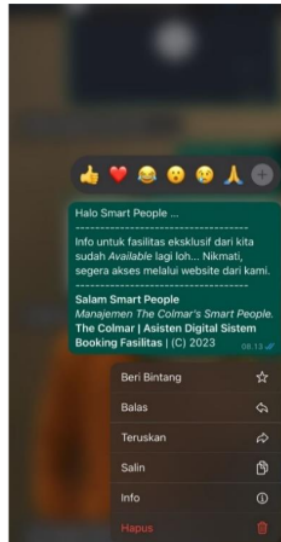 Halo Smart People ...
-----------------------------------
Info untuk fasilitas eksklusif dari kita
sudah Available lagi loh... Nikmati,
segera akses melalui website dari kami.
-----------------------------------
Salam Smart People
Manajemen The Colmar's Smart People.
The Colmar | Asisten Digital Sistem
Booking Fasilitas | (C) 2023
08.13
Beri Bintang
Balas
Teruskan
Salin
Info
Hapus